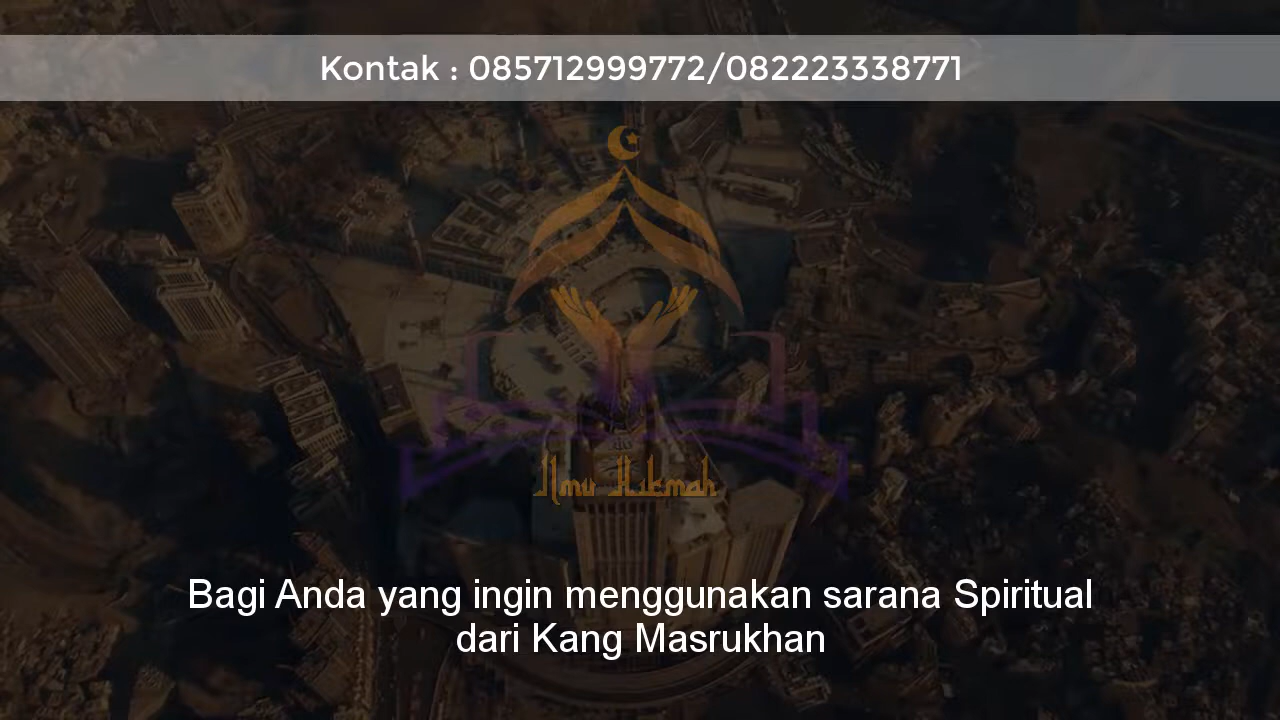 Kontak : 085712999772/082223338771
Ilmu Hikmah
Bagi Anda yang ingin menggunakan sarana Spiritual
dari Kang Masrukhan